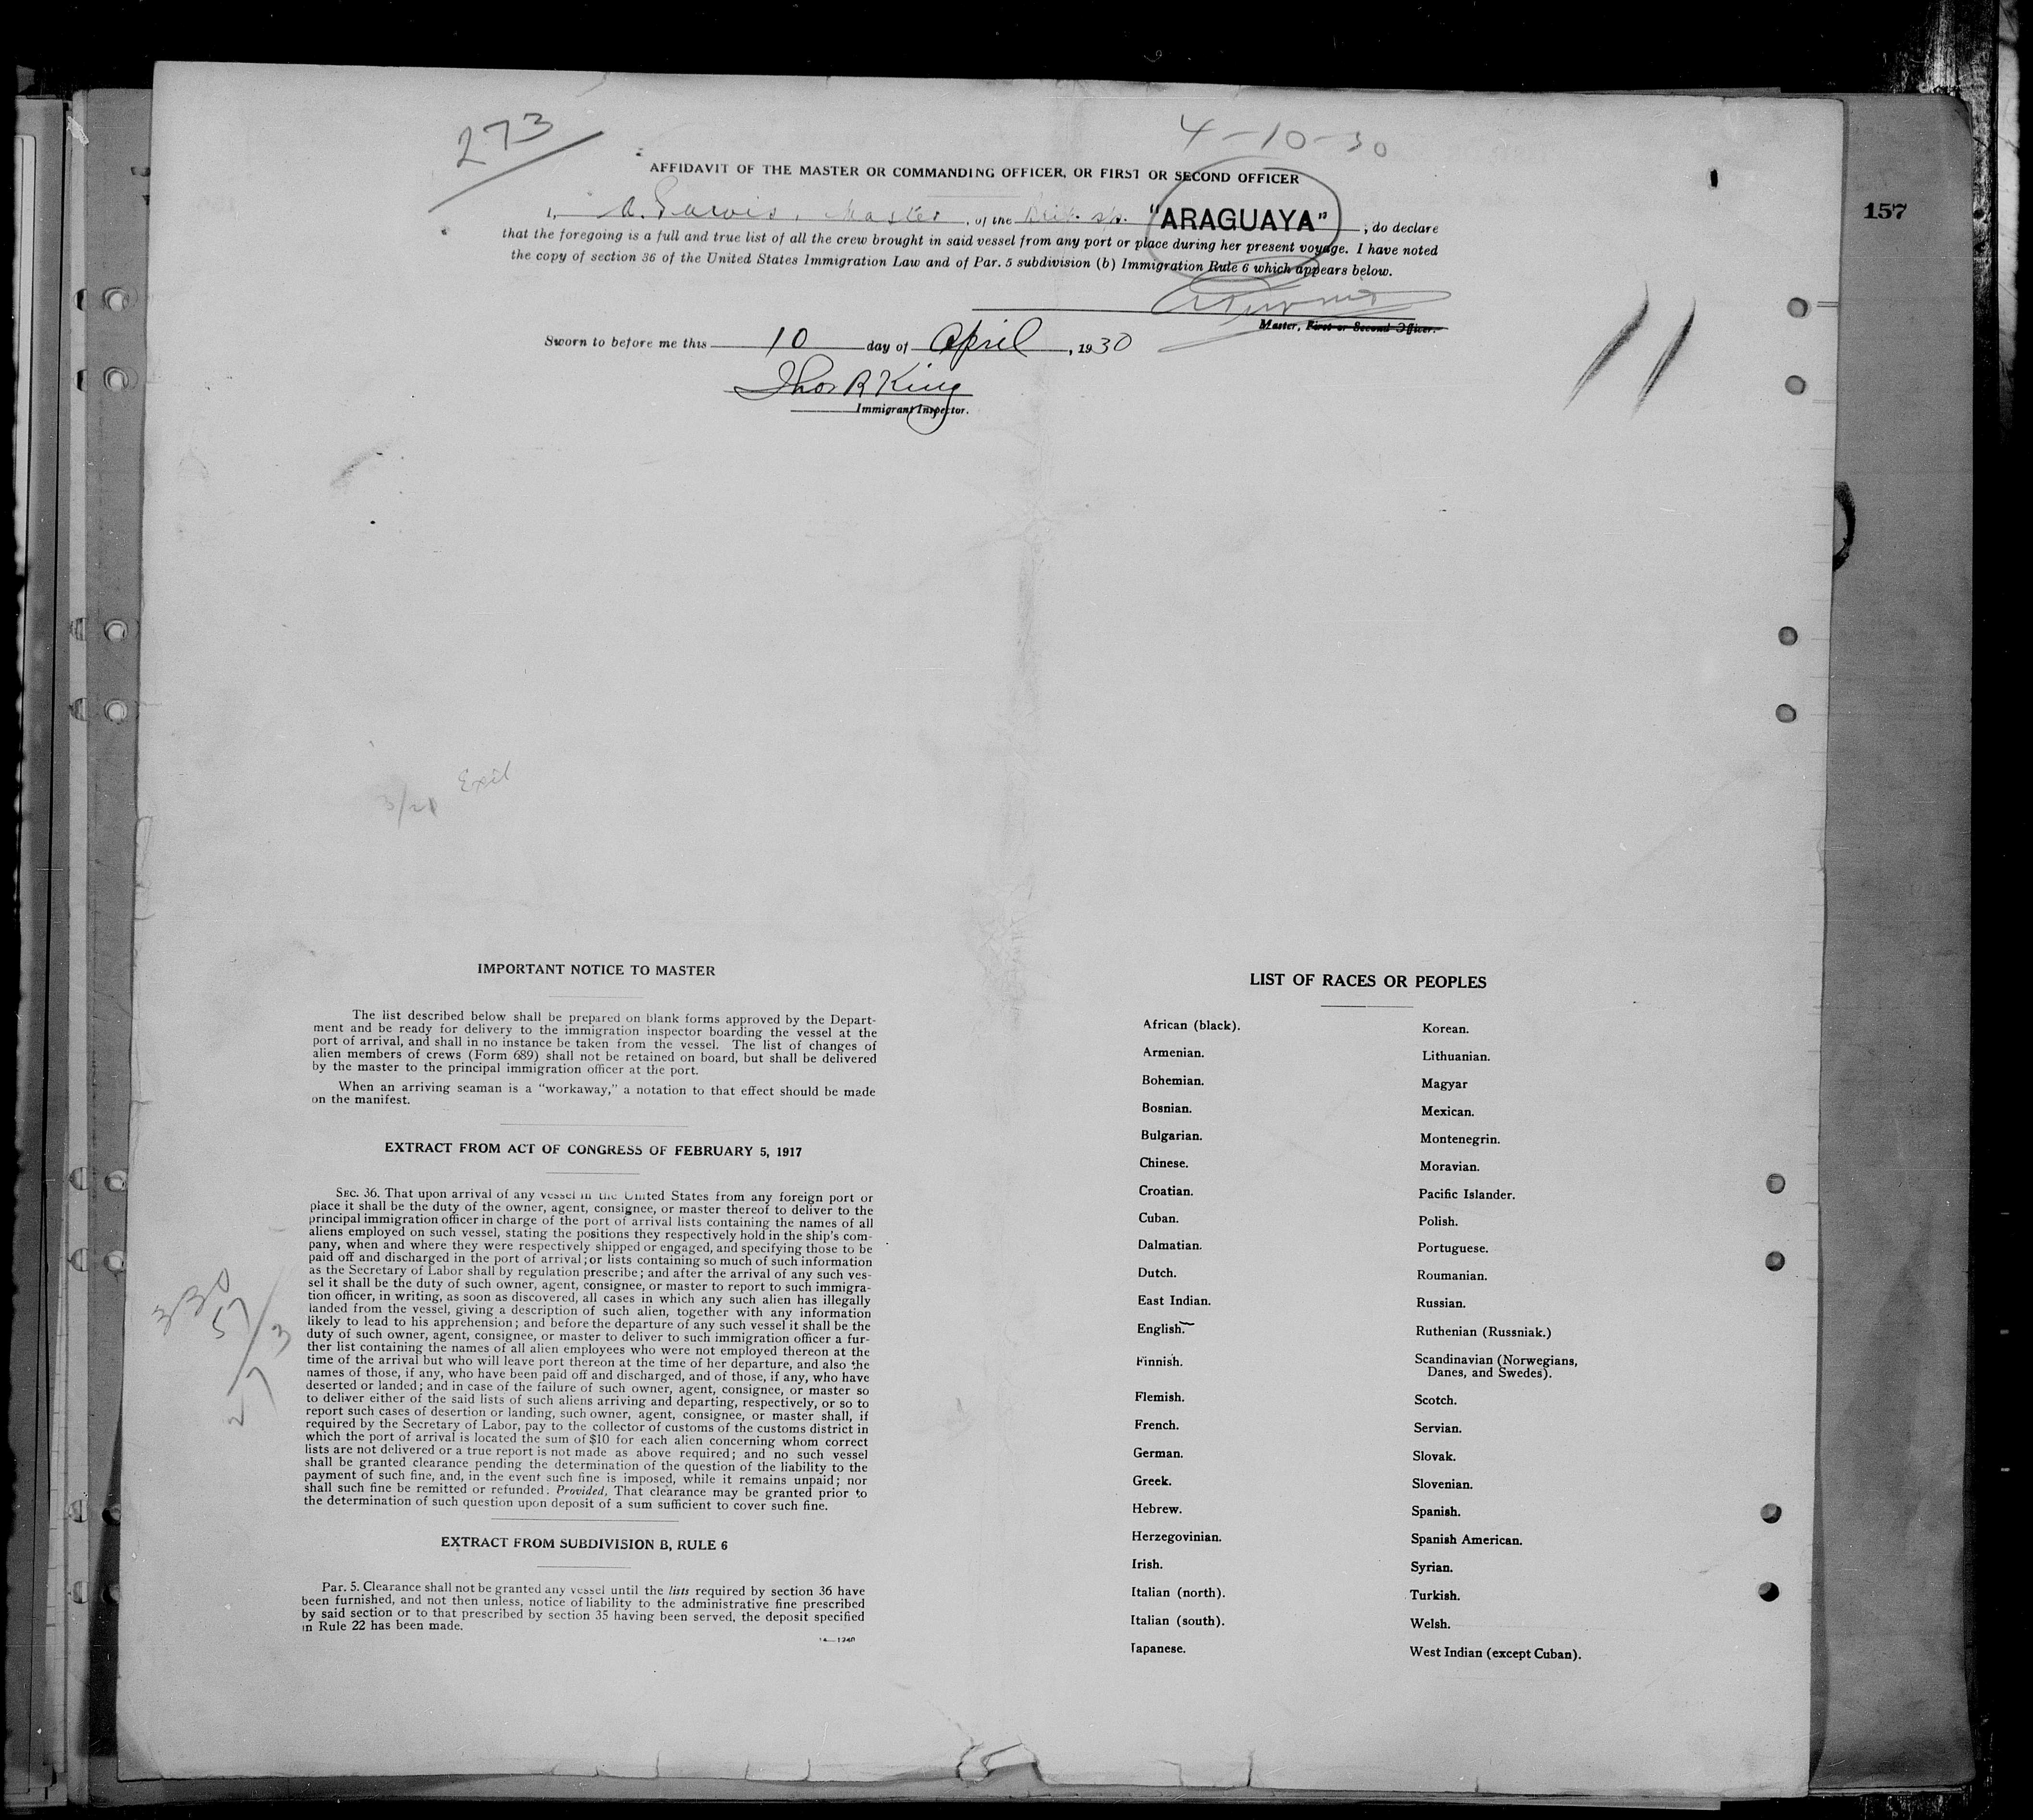 273
4-10-30
157
AFFIDAVIT OF THE MASTER OR COMMANDING OFFICER, OR FIRST OR SECOND OFFICER
I, Master, of the Brit. s/s. "ARAGUAYA", do declare
that the foregoing is a full and true list of all the crew brought in said vessel from any port or place during her present voyage. I have noted
the copy of section 36 of the United States Immigration Law and of Par. 5 subdivision (b) Immigration Rule 6 which appears below.
Master, First or Second Officer.
Sworn to before me this 10 day of April, 1930
Thos R King
Immigrant Inspector.
11
Exit
3/28
IMPORTANT NOTICE TO MASTER
The list described below shall be prepared on blank forms approved by the Depart-
ment and be ready for delivery to the immigration inspector boarding the vessel at the
port of arrival, and shall in no instance be taken from the vessel. The list of changes of
alien members of crews (Form 689) shall not be retained on board, but shall be delivered
by the master to the principal immigration officer at the port.
When an arriving seaman is a "workaway," a notation to that effect should be made
on the manifest.
EXTRACT FROM ACT OF CONGRESS OF FEBRUARY 5, 1917
SEC. 36. That upon arrival of any vessel in the United States from any foreign port or
place it shall be the duty of the owner, agent, consignee, or master thereof to deliver to the
principal immigration officer in charge of the port of arrival lists containing the names of all
aliens employed on such vessel, stating the positions they respectively hold in the ship's com-
pany, when and where they were respectively shipped or engaged, and specifying those to be
paid off and discharged in the port of arrival; or lists containing so much of such information
as the Secretary of Labor shall by regulation prescribe; and after the arrival of any such ves-
sel it shall be the duty of such owner, agent, consignee, or master to report to such immigra-
tion officer, in writing, as soon as discovered, all cases in which any such alien has illegally
landed from the vessel, giving a description of such alien, together with any information
likely to lead to his apprehension; and before the departure of any such vessel it shall be the
duty of such owner, agent, consignee, or master to deliver to such immigration officer a fur-
ther list containing the names of all alien employees who were not employed thereon at the
time of the arrival but who will leave port thereon at the time of her departure, and also the
names of those, if any, who have been paid off and discharged, and of those, if any, who have
deserted or landed; and in case of the failure of such owner, agent, consignee, or master so
to deliver either of the said lists of such aliens arriving and departing, respectively, or so to
report such cases of desertion or landing, such owner, agent, consignee, or master shall, if
required by the Secretary of Labor, pay to the collector of customs of the customs district in
which the port of arrival is located the sum of $10 for each alien concerning whom correct
lists are not delivered or a true report is not made as above required; and no such vessel
shall be granted clearance pending the determination of the question of the liability to the
payment of such fine, and, in the event such fine is imposed, while it remains unpaid; nor
shall such fine be remitted or refunded. Provided, That clearance may be granted prior to
the determination of such question upon deposit of a sum sufficient to cover such fine.
330
57
273
EXTRACT FROM SUBDIVISION B, RULE 6
Par. 5. Clearance shall not be granted any vessel until the lists required by section 36 have
been furnished, and not then unless, notice of liability to the administrative fine prescribed
by said section or to that prescribed by section 35 having been served, the deposit specified
in Rule 22 has been made.
14—1240
LIST OF RACES OR PEOPLES
African (black).
Armenian.
Bohemian.
Bosnian.
Bulgarian.
Chinese.
Croatian.
Cuban.
Dalmatian.
Dutch.
East Indian.
English.
Finnish.
Flemish.
French.
German.
Greek.
Hebrew.
Herzegovinian.
Irish.
Italian (north).
Italian (south).
Japanese.
Korean.
Lithuanian.
Magyar
Mexican.
Montenegrin.
Moravian.
Pacific Islander.
Polish.
Portuguese.
Roumanian.
Russian.
Ruthenian (Russniak.)
Scandinavian (Norwegians,
Danes, and Swedes).
Scotch.
Servian.
Slovak.
Slovenian.
Spanish.
Spanish American.
Syrian.
Turkish.
Welsh.
West Indian (except Cuban).